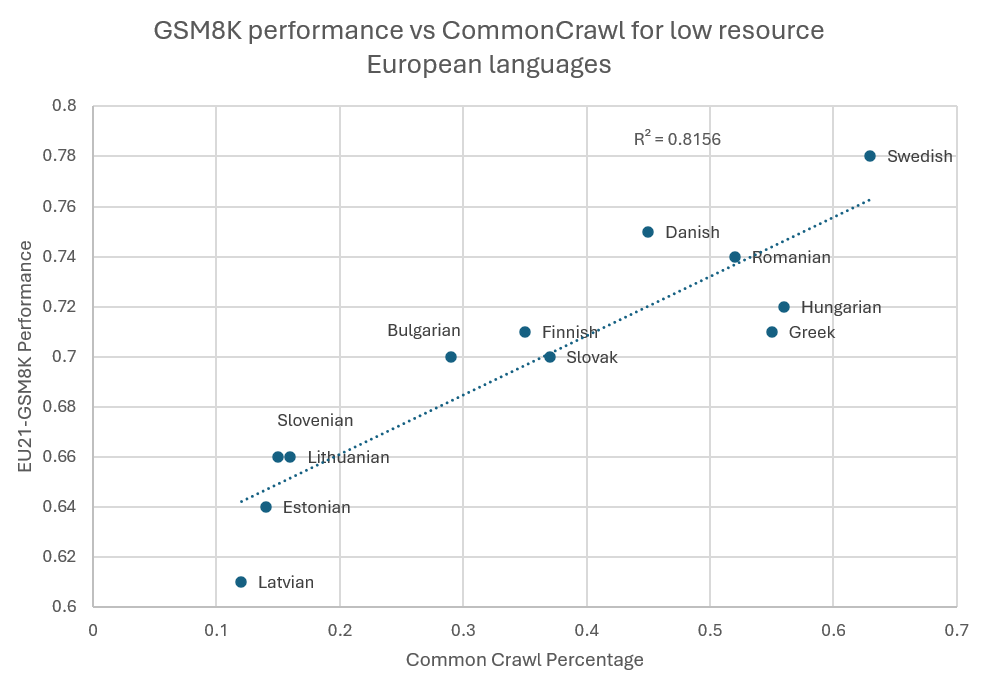 GSM8K performance vs CommonCrawl for low resource
European languages
0.8
0.78
0.76
0.74
0.72
0.7
0.68
0.66
0.64
0.62
0.6
EU21-GSM8K Performance
R² = 0.8156
Swedish
Danish
Romanian
Hungarian
Bulgarian
Finnish
Greek
Slovak
Slovenian
Lithuanian
Estonian
Latvian
0
0.1
0.2
0.3
0.4
0.5
0.6
0.7
Common Crawl Percentage